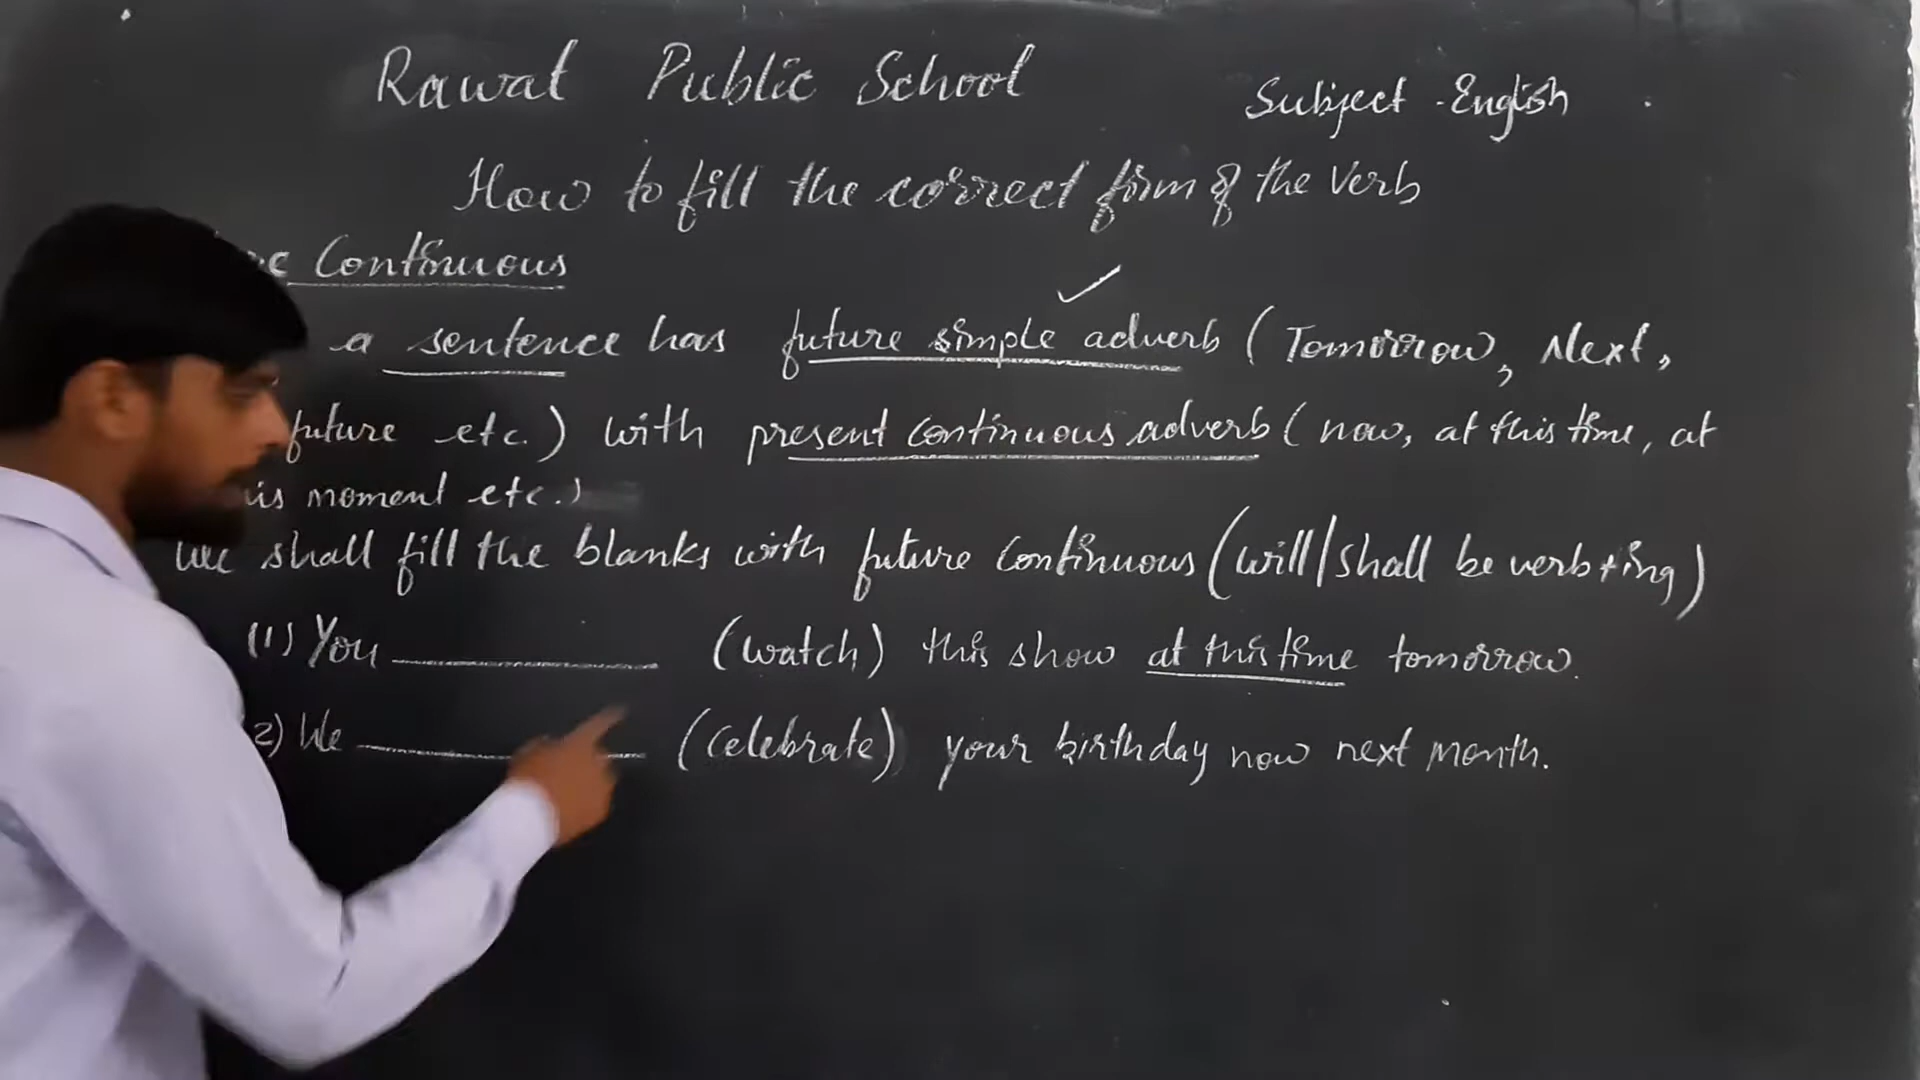 Rawat Public School
Subject - English
How to fill the correct form of the Verb
Continuous
a sentence has future simple adverb ( Tomorrow, Next,
future etc.) with present continuous adverb ( now, at this time, at
is moment etc.)
We shall fill the blanks with future continuous (will/shall be verb + ing)
(1) You ____________ (watch) this show at this time tomorrow.
2) We ____________ (celebrate) your birthday now next month.